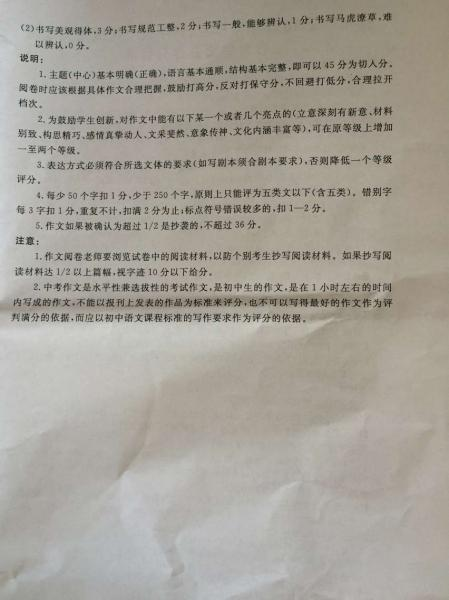 (2)书写美观得体,3分;书写规范工整,2分;书写一般,能够辨认,1分;书写马虎潦草,难
以辨认,0分。
说明:
1.主题(中心)基本明确(正确),语言基本通顺,结构基本完整,即可以45分为切入分。
阅卷时应该根据具体作文合理把握,鼓励打高分,反对打保守分,不回避打低分,合理拉开
档次。
2.为鼓励学生创新,对作文中能有以下某一个或者几个亮点的(立意深刻有新意、材料
别致、构思精巧、感情真挚动人、文采斐然、意象传神、文化内涵丰富等),可在原等级上增加
一至两个等级。
3.表达方式必须符合所选文体的要求(如写剧本须合剧本要求),否则降低一个等级
评分。
4.每少50个字扣1分,少于250个字,原则上只能评为五类文以下(含五类)。错别字
每3字扣1分,重复不计,扣满2分为止;标点符号错误较多的,扣1—2分。
5.作文如果被确认为超过1/2是抄袭的,不超过36分。
注意:
1.作文阅卷老师要浏览试卷中的阅读材料,以防个别考生抄写阅读材料。如果抄写阅
读材料达1/2以上篇幅,视字迹10分以下给分。
2.中考作文是水平性兼选拔性的考试作文,是初中生的作文,是在1小时左右的时间
内写成的作文,不能以报刊上发表的作品为标准来评分,也不可以写得最好的作文作为评
判满分的依据,而应以初中语文课程标准的写作要求作为评分的依据。